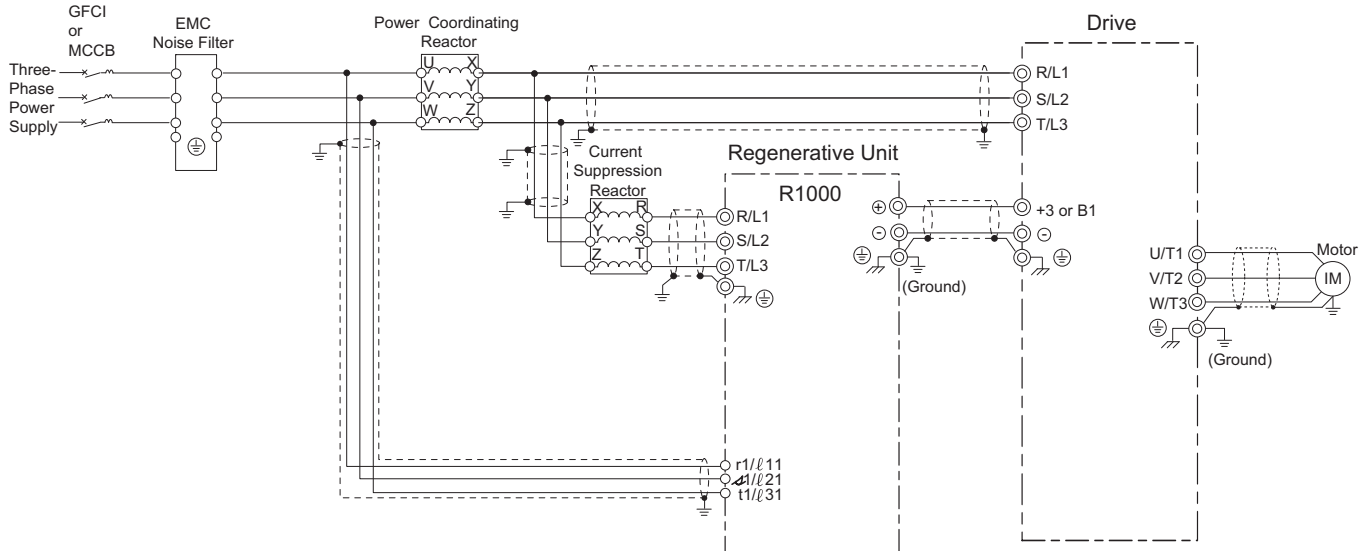 GFCI
or
MCCB
EMC
Noise Filter
Power Coordinating
Reactor
Drive
Three-
Phase
Power
Supply
U
X
V
Y
W
Z
R/L1
S/L2
T/L3
Current
Suppression
Reactor
Regenerative Unit
R1000
X
R
Y
S
Z
T
R/L1
S/L2
T/L3
+
-
(Ground)
+3 or B1
-
U/T1
V/T2
W/T3
Motor
IM
(Ground)
r1/ℓ11
1/ℓ21
t1/ℓ31